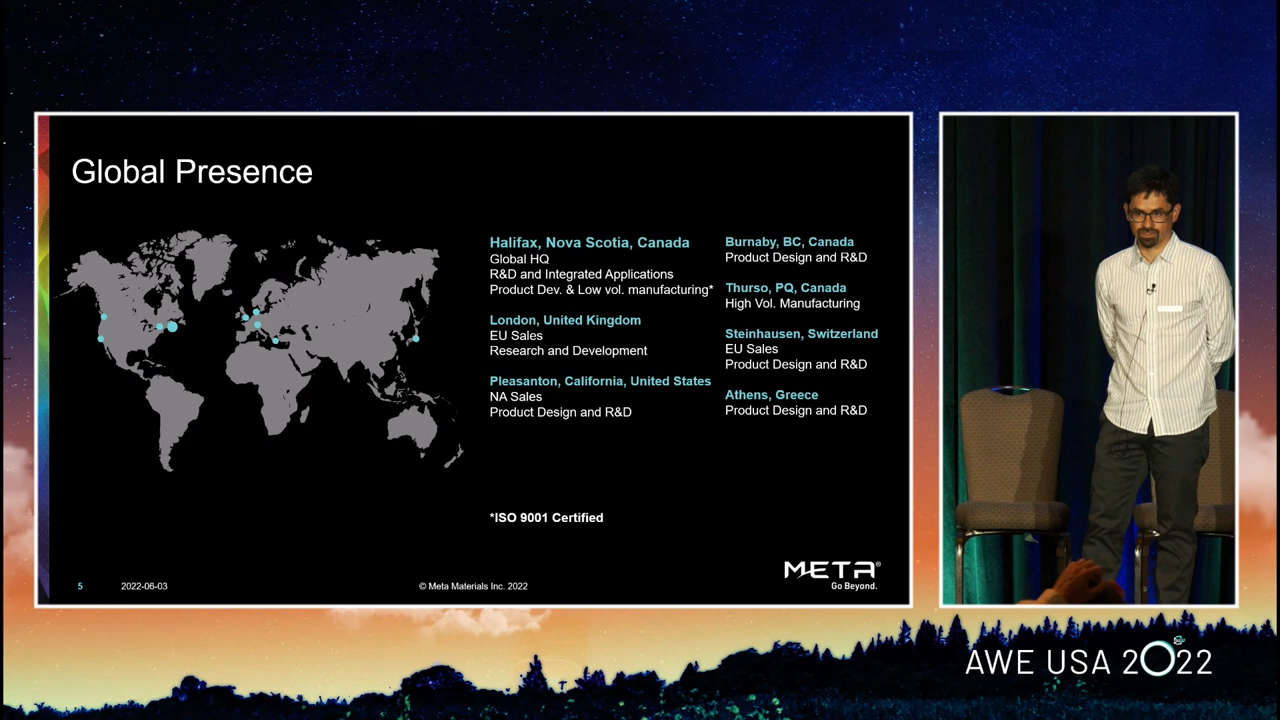 Global Presence
Halifax, Nova Scotia, Canada
Global HQ
R&D and Integrated Applications
Product Dev. & Low vol. manufacturing*
London, United Kingdom
EU Sales
Research and Development
Pleasanton, California, United States
NA Sales
Product Design and R&D
Burnaby, BC, Canada
Product Design and R&D
Thurso, PQ, Canada
High Vol. Manufacturing
Steinhausen, Switzerland
EU Sales
Product Design and R&D
Athens, Greece
Product Design and R&D
*ISO 9001 Certified
META®
Go Beyond.
5 2022-06-03 © Meta Materials Inc. 2022
AWE USA 2022